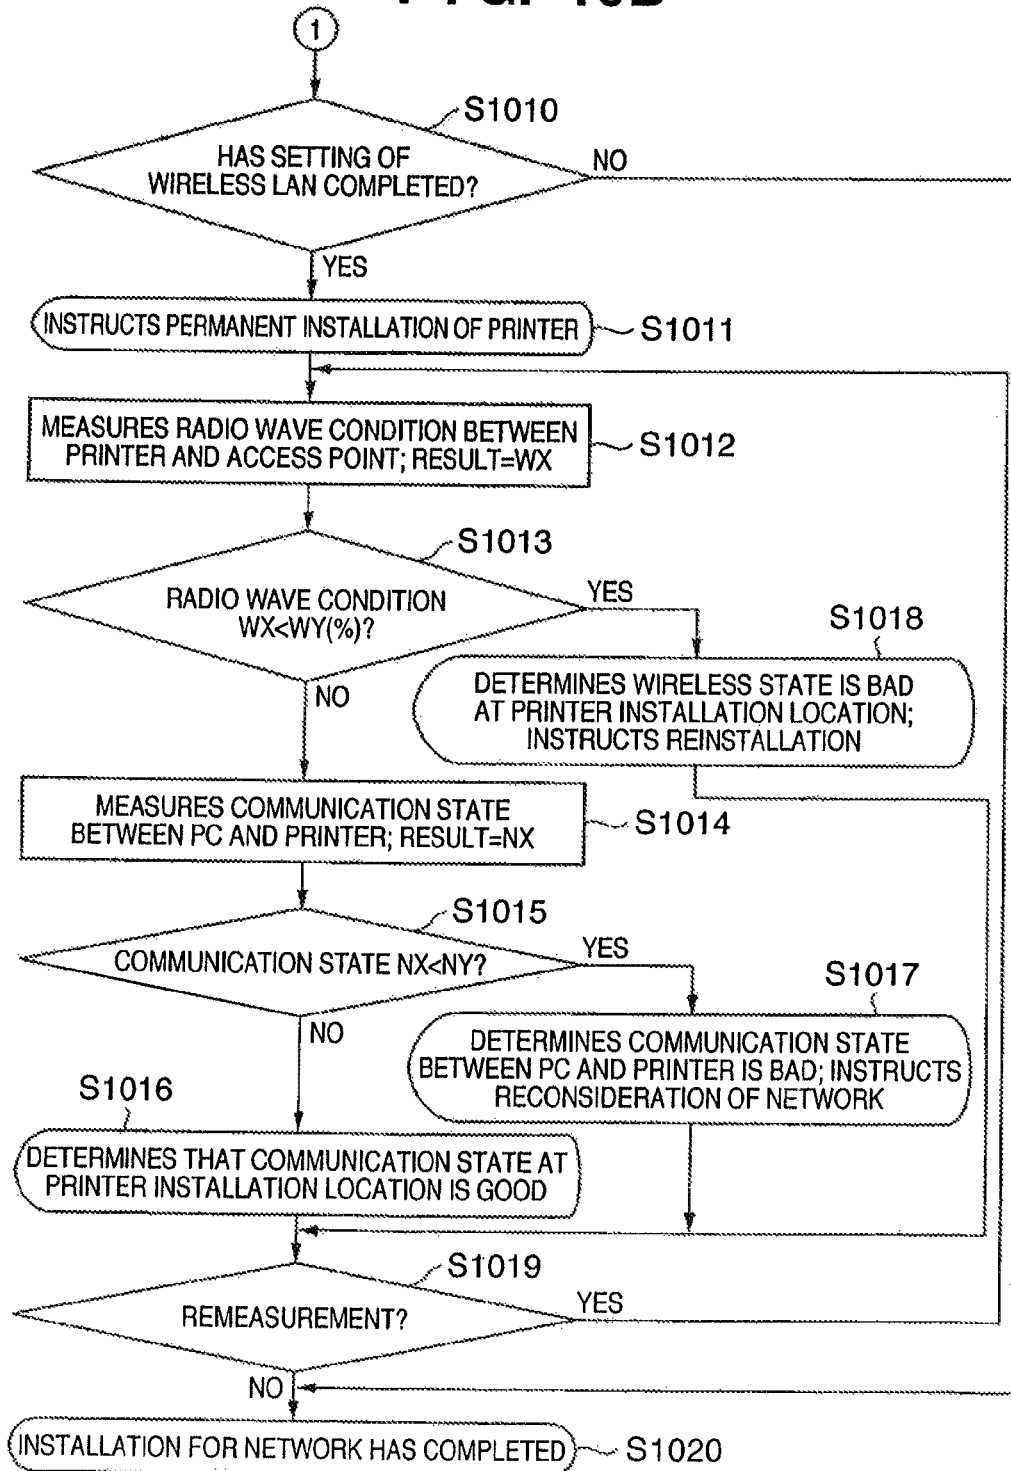 1
S1010
HAS SETTING OF
WIRELESS LAN COMPLETED?
NO
YES
INSTRUCTS PERMANENT INSTALLATION OF PRINTER
S1011
MEASURES RADIO WAVE CONDITION BETWEEN
PRINTER AND ACCESS POINT; RESULT=WX
S1012
S1013
RADIO WAVE CONDITION
WX<WY(%)?
YES
NO
S1018
DETERMINES WIRELESS STATE IS BAD
AT PRINTER INSTALLATION LOCATION;
INSTRUCTS REINSTALLATION
MEASURES COMMUNICATION STATE
BETWEEN PC AND PRINTER; RESULT=NX
S1014
S1015
COMMUNICATION STATE NX<NY?
YES
NO
S1017
DETERMINES COMMUNICATION STATE
BETWEEN PC AND PRINTER IS BAD; INSTRUCTS
RECONSIDERATION OF NETWORK
S1016
DETERMINES THAT COMMUNICATION STATE AT
PRINTER INSTALLATION LOCATION IS GOOD
S1019
REMEASUREMENT?
YES
NO
INSTALLATION FOR NETWORK HAS COMPLETED
S1020